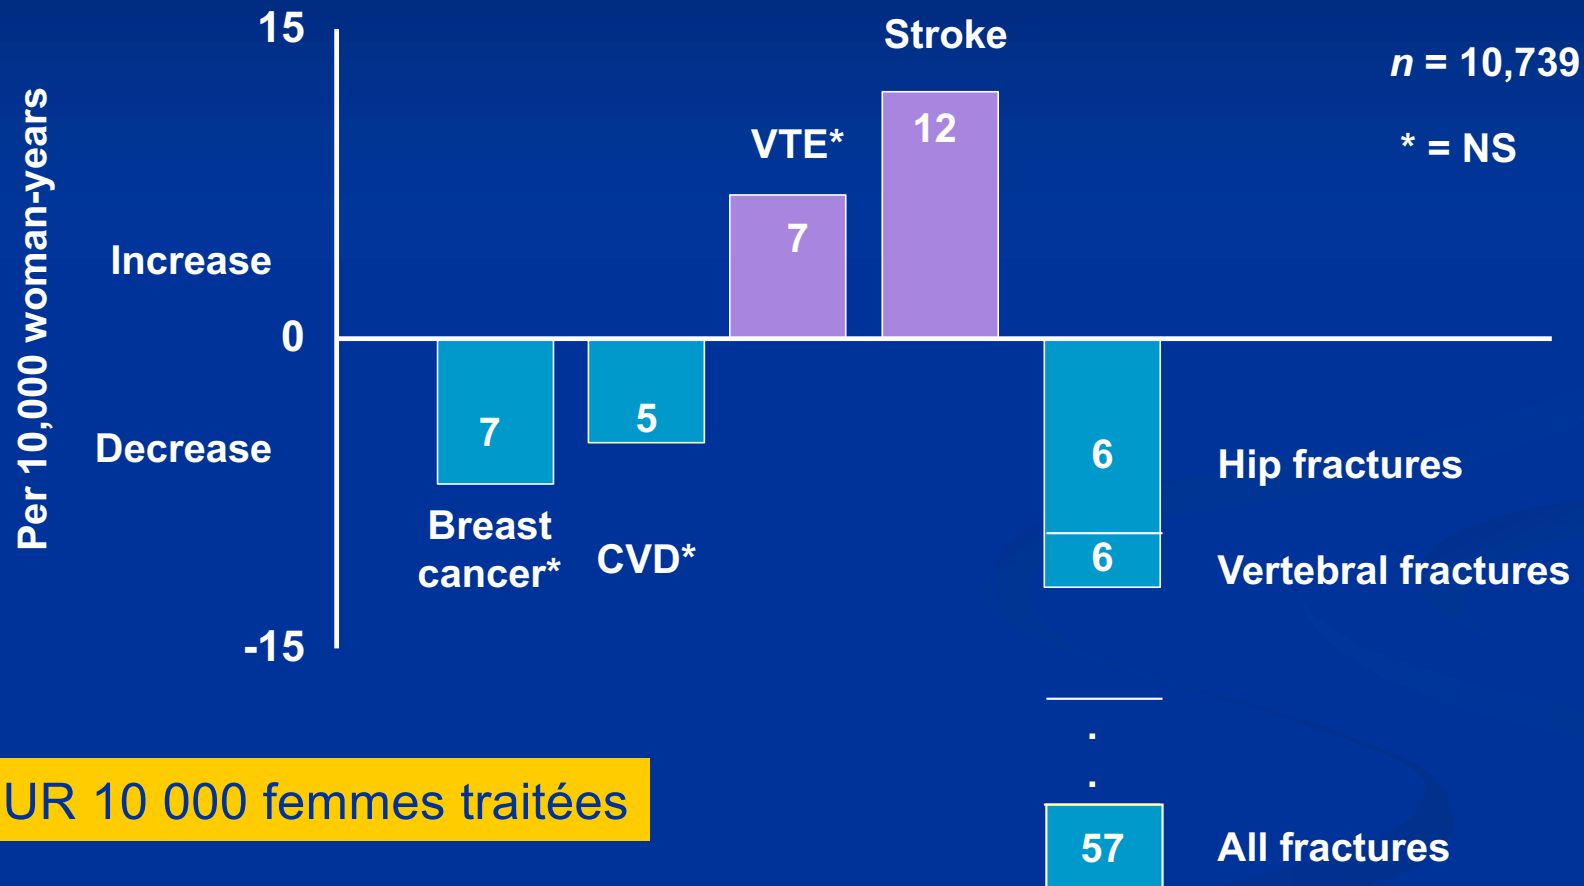 15
Stroke
n = 10,739
Per 10,000 woman-years
VTE*
12
* = NS
7
Increase
0
7
5
Decrease
6
Hip fractures
Breast
cancer*
CVD*
6
Vertebral fractures
-15
.
.
UR 10 000 femmes traitées
57
All fractures